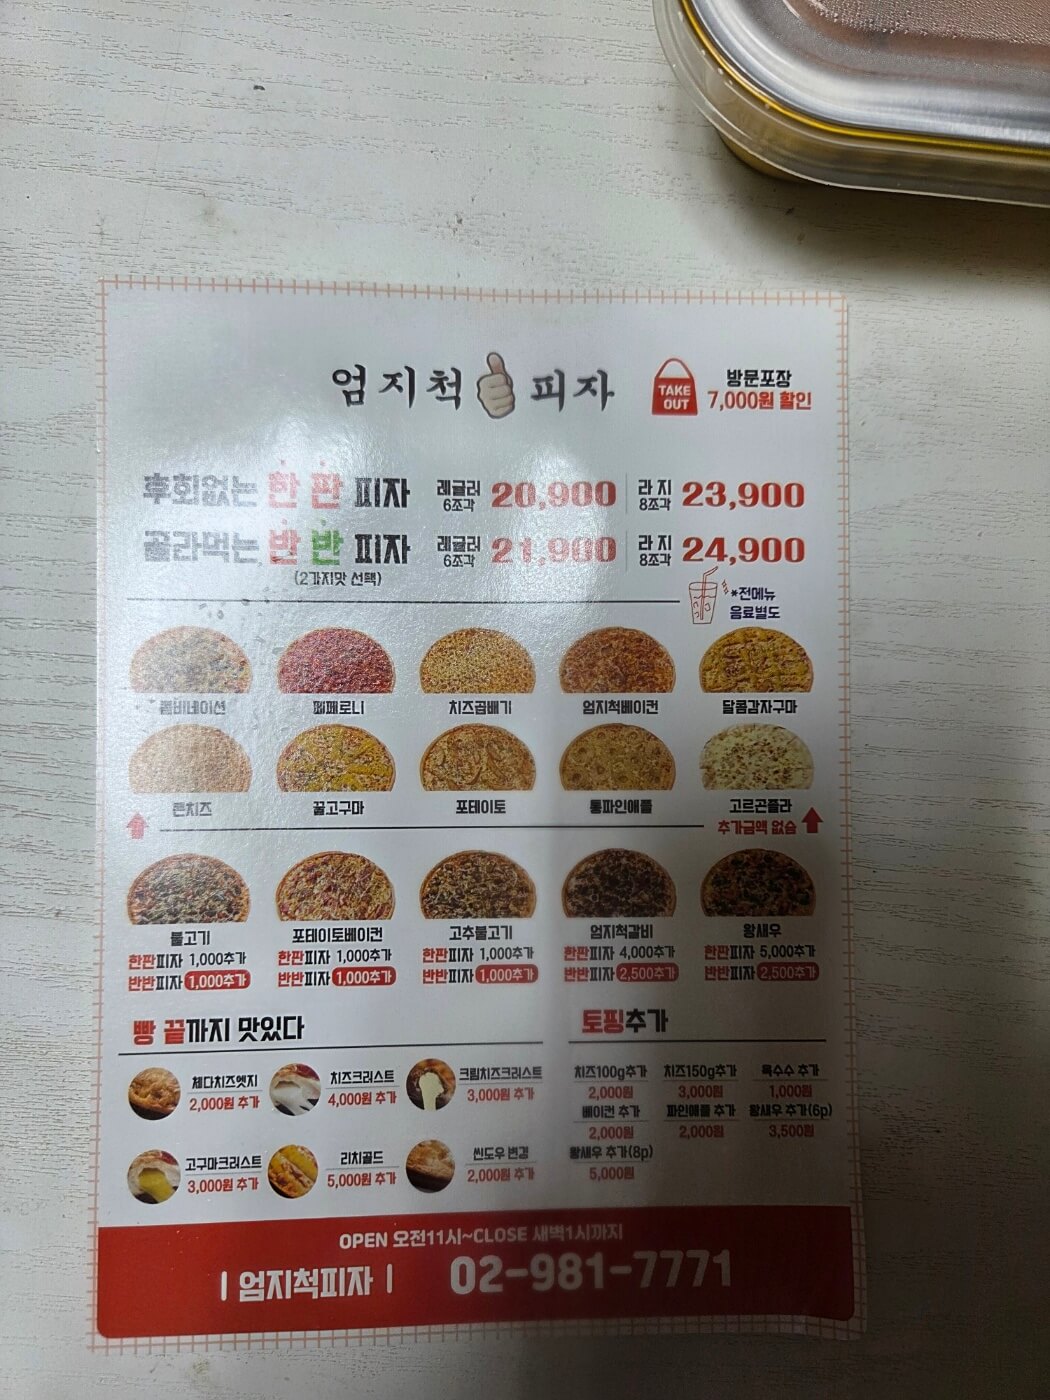 엄지척 피자
TAKE OUT
방문포장
7,000원 할인
후회없는 한판 피자 레귤러 6조각 20,900 라지 8조각 23,900
골라먹는 반반 피자 레귤러 6조각 21,900 라지 8조각 24,900
(2가지맛 선택)
*전메뉴
음료별도
콤비네이션 페페로니 치즈곱배기 엄지척베이컨 달콤감자구마
튼치즈 꿀고구마 포테이토 통파인애플 고르곤졸라
추가금액 없슴
불고기 포테이토베이컨 고추불고기 엄지척갈비 왕새우
한판피자 1,000추가 한판피자 1,000추가 한판피자 1,000추가 한판피자 4,000추가 한판피자 5,000추가
반반피자 1,000추가 반반피자 1,000추가 반반피자 1,000추가 반반피자 2,500추가 반반피자 2,500추가
빵 끝까지 맛있다
체다치즈엣지 치즈크러스트 크림치즈크러스트
2,000원 추가 4,000원 추가 3,000원 추가
고구마크러스트 리치골드 씬도우 변경
3,000원 추가 5,000원 추가 2,000원 추가
토핑추가
치즈100g추가 치즈150g추가 옥수수 추가
2,000원 3,000원 1,000원
베이컨 추가 파인애플 추가 왕새우 추가(6p)
2,000원 2,000원 3,500원
왕새우 추가(8p)
5,000원
OPEN 오전11시~CLOSE 새벽1시까지
| 엄지척피자 | 02-981-7771